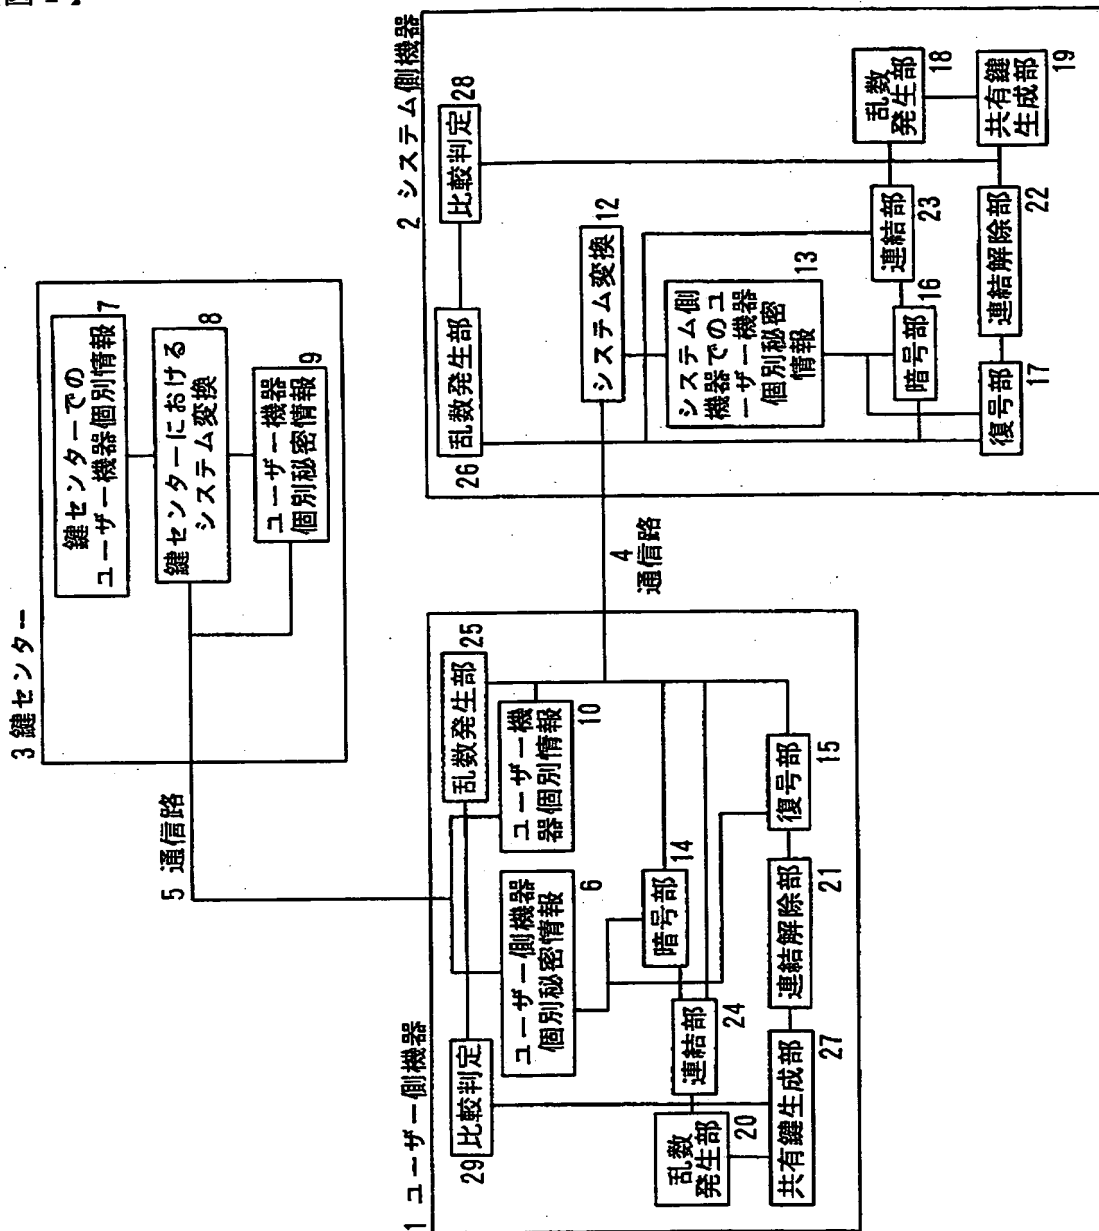 3 鍵センター
鍵センターでの
ユーザー機器個別情報
7
鍵センターにおける
システム変換
8
ユーザー機器
個別秘密情報
9
5 通信路
4
通信路
1 ユーザー側機器
29
比較判定
乱数発生部
25
ユーザー側機器
個別秘密情報
6
ユーザー機
器個別情報
10
暗号部
14
連結部
24
乱数
発生部
20
共有鍵生成部
27
連結解除部
21
復号部
15
2 システム側機器
26
乱数発生部
比較判定
28
システム変換
12
システム側
機器でのユ
ーザー機器
個別秘密
情報
13
連結部
23
暗号部
16
乱数
発生部
18
復号部
17
連結解除部
22
共有鍵
生成部
19